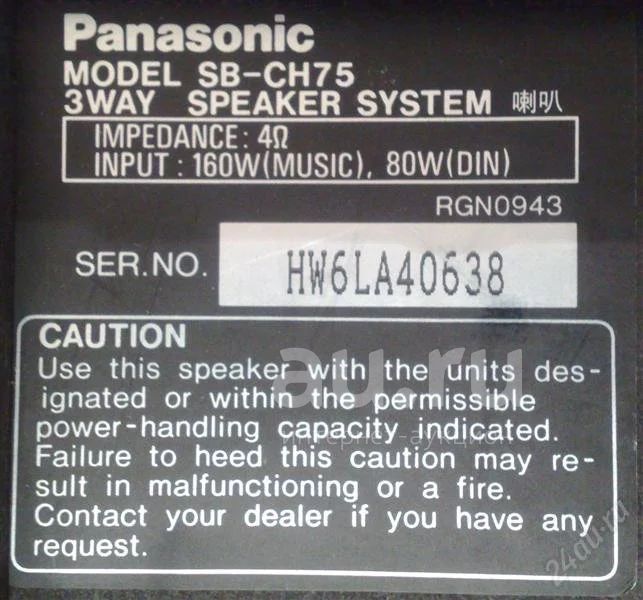 Panasonic
MODEL SB-CH75
3WAY SPEAKER SYSTEM 喇叭
IMPEDANCE: 4Ω
INPUT : 160W(MUSIC), 80W(DIN)
RGN0943
SER.NO. HW6LA40638
CAUTION
Use this speaker with the units des-
ignated or within the permissible
power-handling capacity indicated.
Failure to heed this caution may re-
sult in malfunctioning or a fire.
Contact your dealer if you have any
request.
au.ru
интернет-аукцион
24au.ru